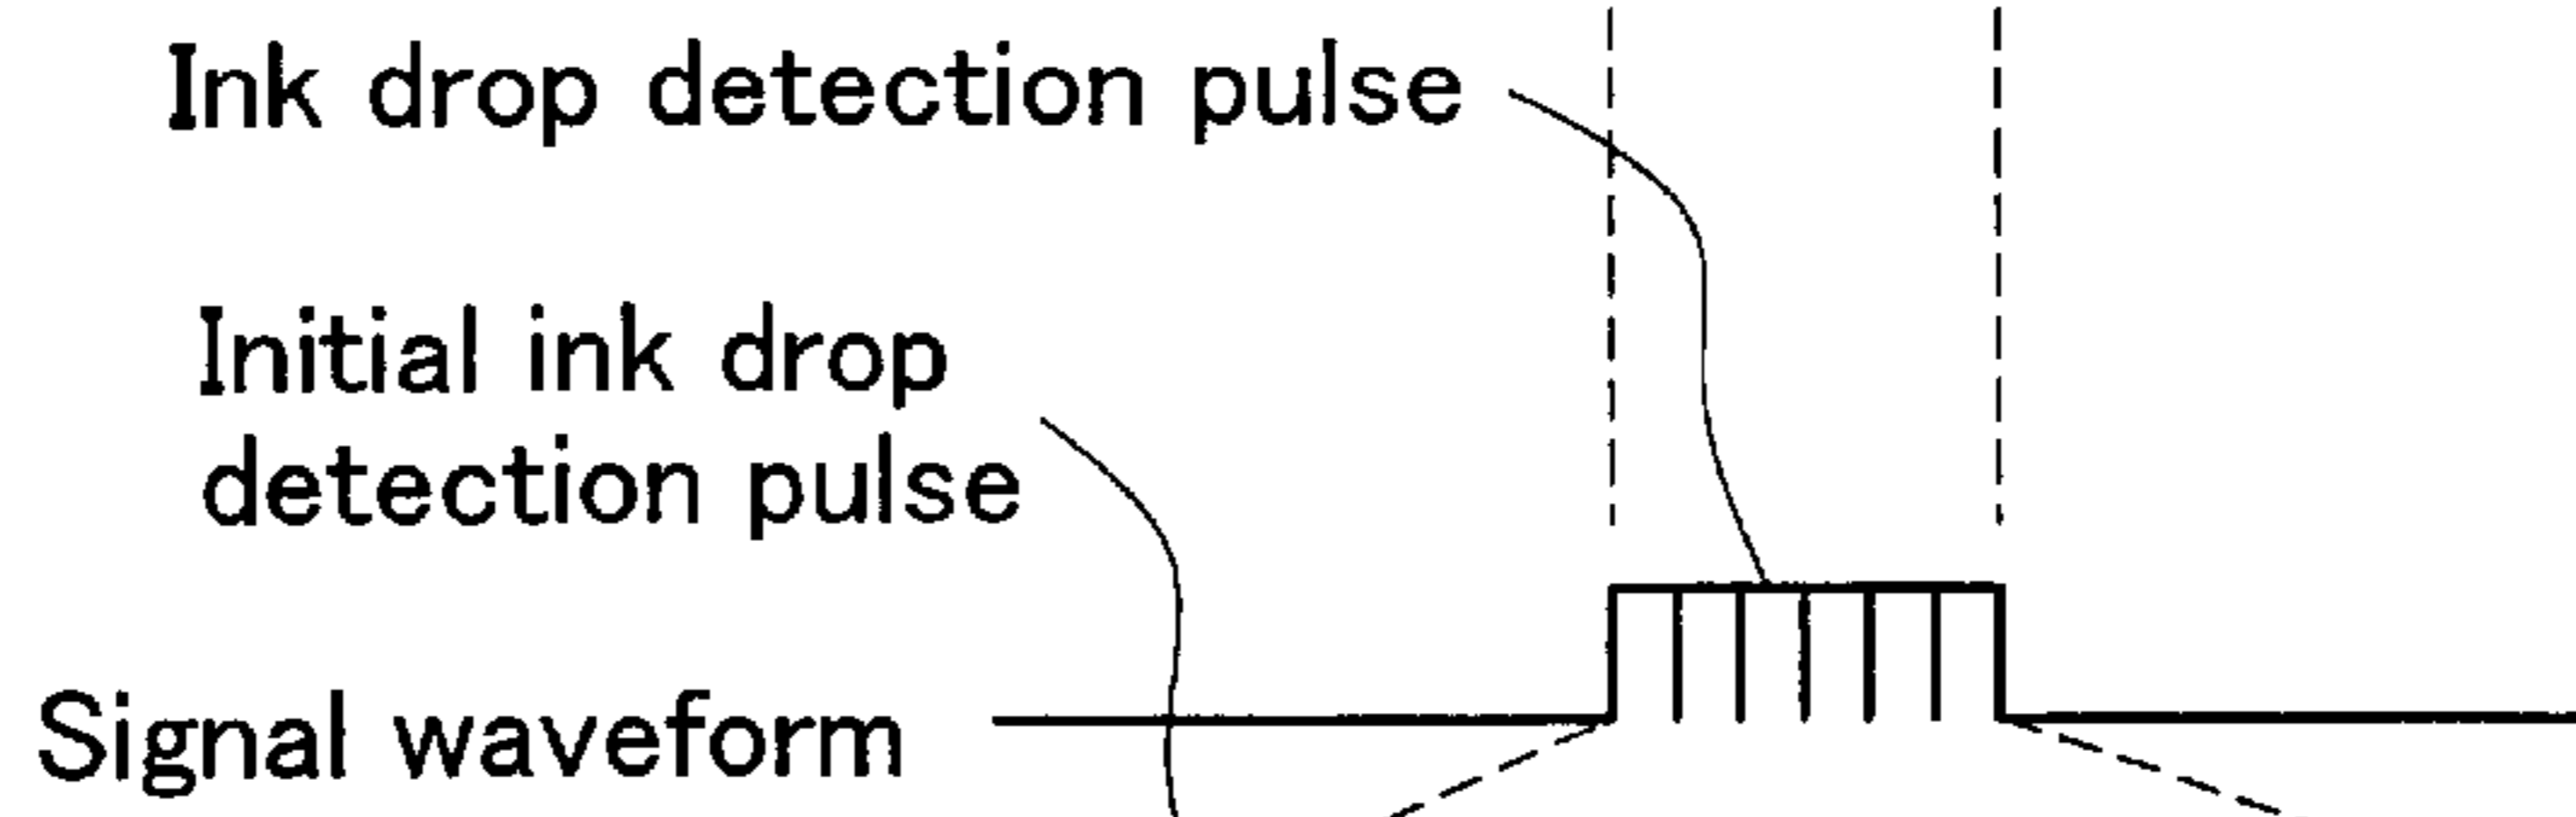 Ink drop detection pulse
Initial ink drop
detection pulse
Signal waveform